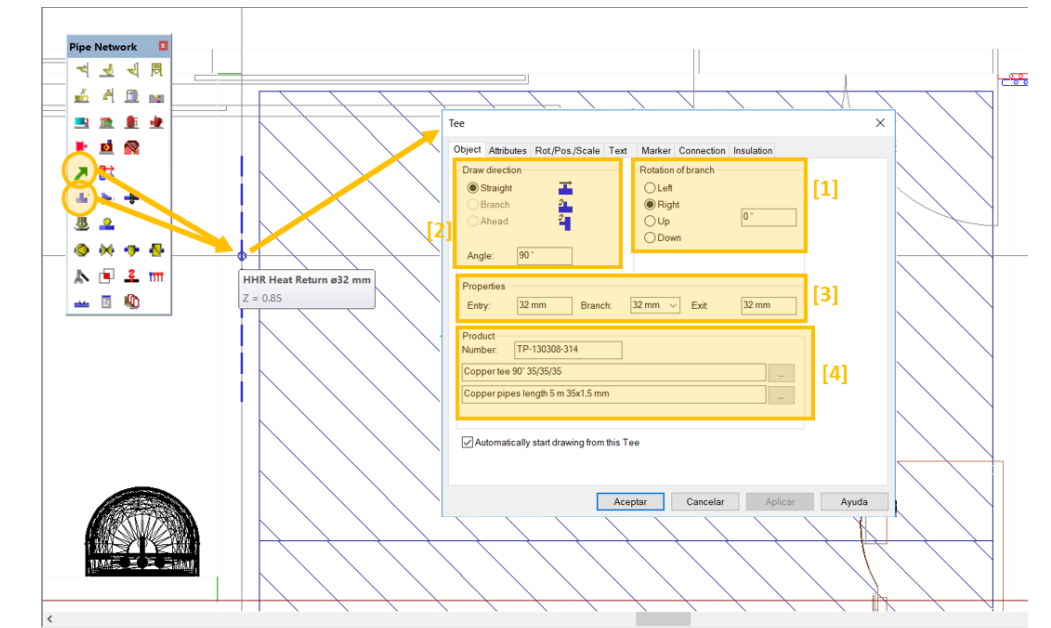 Pipe Network
Tee
Object Attributes Rot./Pos./Scale Text Marker Connection Insulation
Draw direction
Straight
Branch
Ahead
Angle: 90 °
[2]
Rotation of branch
Left
Right
Up
Down
0 °
[1]
HHR Heat Return ø32 mm
Z = 0.85
Properties
Entry: 32 mm Branch: 32 mm Exit: 32 mm
[3]
Product
Number: TP-130308-314
Copper tee 90° 35/35/35 ...
Copper pipes length 5 m 35x1.5 mm ...
[4]
Automatically start drawing from this Tee
Aceptar Cancelar Aplicar Ayuda